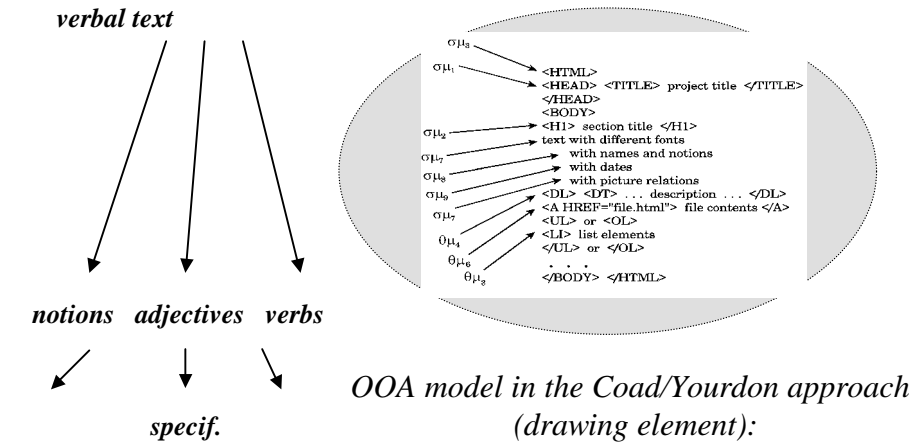 verbal text
notions adjectives verbs
specif.
σμ₃
<HTML>
σμ₁
<HEAD> <TITLE> project title </TITLE>
</HEAD>
<BODY>
σμ₂
<H1> section title </H1>
σμ₇
text with different fonts
σμ₈
with names and notions
σμ₉
with dates
σμ₇
with picture relations
θμ₄
<DL> <DT> ... description ... </DL>
θμ₆
<A HREF="file.html"> file contents </A>
<UL> or <OL>
θμ₃
<LI> list elements
</UL> or </OL>
. . .
</BODY> </HTML>
OOA model in the Coad/Yourdon approach
(drawing element):